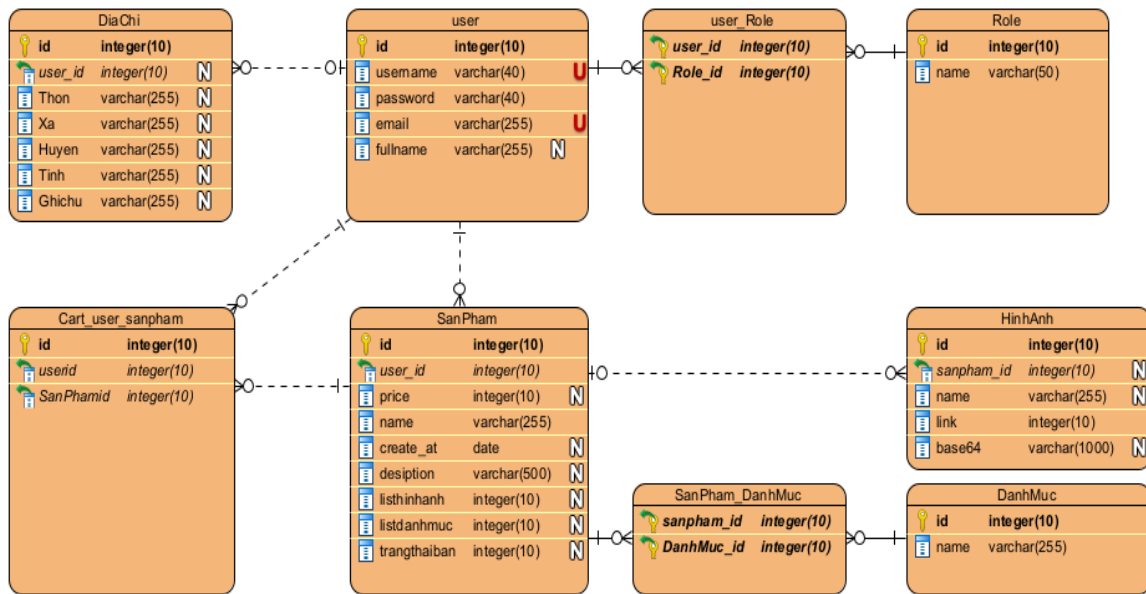 DiaChi
id integer(10)
user_id integer(10) N
Thon varchar(255) N
Xa varchar(255) N
Huyen varchar(255) N
Tinh varchar(255) N
Ghichu varchar(255) N
user
id integer(10)
username varchar(40) U
password varchar(40)
email varchar(255) U
fullname varchar(255) N
user_Role
user_id integer(10)
Role_id integer(10)
Role
id integer(10)
name varchar(50)
Cart_user_sanpham
id integer(10)
userid integer(10)
SanPhamid integer(10)
SanPham
id integer(10)
user_id integer(10)
price integer(10) N
name varchar(255)
create_at date N
desiption varchar(500) N
listhinhanh integer(10) N
listdanhmuc integer(10) N
trangthaiban integer(10) N
HinhAnh
id integer(10)
sanpham_id integer(10) N
name varchar(255) N
link integer(10)
base64 varchar(1000) N
SanPham_DanhMuc
sanpham_id integer(10)
DanhMuc_id integer(10)
DanhMuc
id integer(10)
name varchar(255)